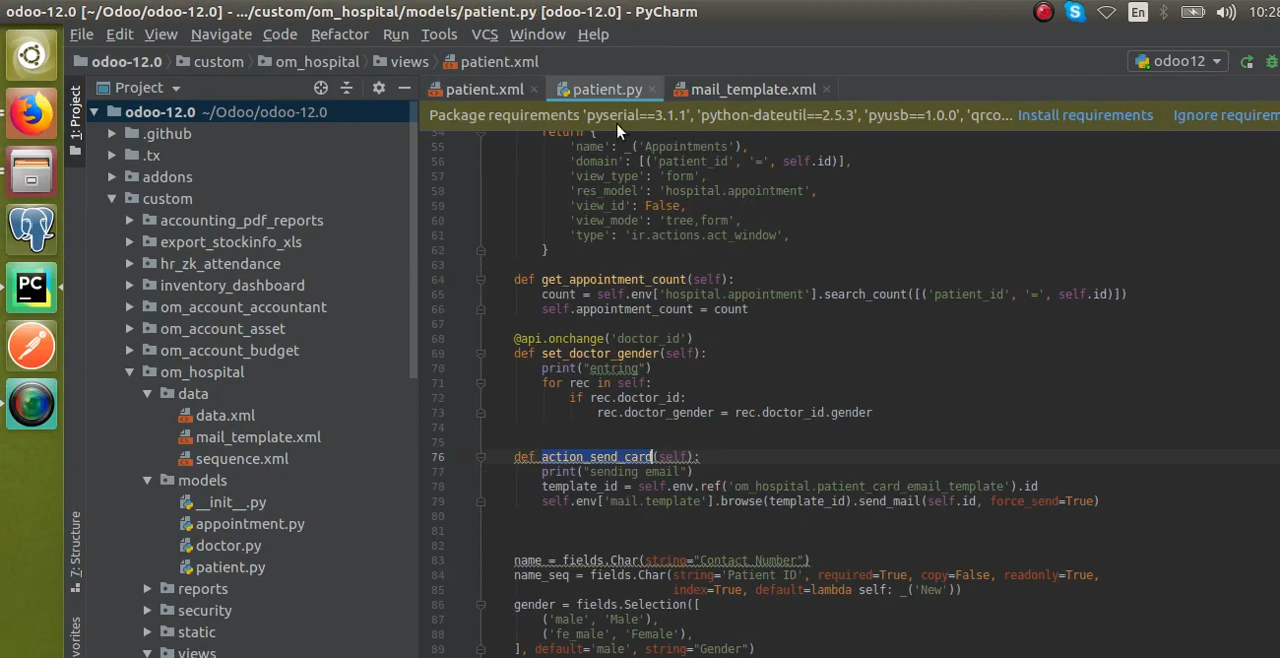 odoo-12.0 [~/Odoo/odoo-12.0] - .../custom/om_hospital/models/patient.py [odoo-12.0] - PyCharm
En
10:28
File Edit View Navigate Code Refactor Run Tools VCS Window Help
odoo-12.0 custom om_hospital views patient.xml
odoo12
Project
patient.xml
patient.py
mail_template.xml
Package requirements 'pyserial==3.1.1', 'python-dateutil==2.5.3', 'pyusb==1.0.0', 'qrco... Install requirements Ignore requirem
1: Project
7: Structure
vorites
odoo-12.0 ~/Odoo/odoo-12.0
.github
.tx
addons
custom
accounting_pdf_reports
export_stockinfo_xls
hr_zk_attendance
inventory_dashboard
om_account_accountant
om_account_asset
om_account_budget
om_hospital
data
data.xml
mail_template.xml
sequence.xml
models
__init__.py
appointment.py
doctor.py
patient.py
reports
security
static
views
PC
54 return {
55 'name': _('Appointments'),
56 'domain': [('patient_id', '=', self.id)],
57 'view_type': 'form',
58 'res_model': 'hospital.appointment',
59 'view_id': False,
60 'view_mode': 'tree,form',
61 'type': 'ir.actions.act_window',
62 }
63
64 def get_appointment_count(self):
65 count = self.env['hospital.appointment'].search_count([('patient_id', '=', self.id)])
66 self.appointment_count = count
67
68 @api.onchange('doctor_id')
69 def set_doctor_gender(self):
70 print("entring")
71 for rec in self:
72 if rec.doctor_id:
73 rec.doctor_gender = rec.doctor_id.gender
74
75
76 def action_send_card(self):
77 print("sending email")
78 template_id = self.env.ref('om_hospital.patient_card_email_template').id
79 self.env['mail.template'].browse(template_id).send_mail(self.id, force_send=True)
80
81
82
83 name = fields.Char(string="Contact Number")
84 name_seq = fields.Char(string='Patient ID', required=True, copy=False, readonly=True,
85 index=True, default=lambda self: _('New'))
86 gender = fields.Selection([
87 ('male', 'Male'),
88 ('fe_male', 'Female'),
89 ], default='male', string="Gender")